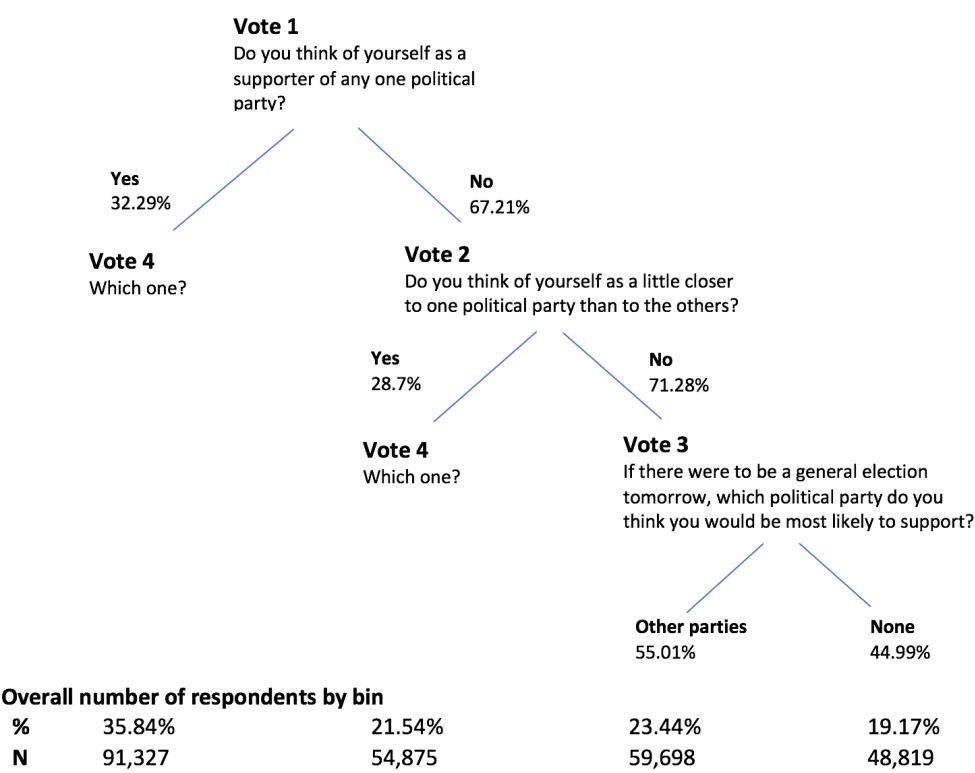 Vote 1
Do you think of yourself as a
supporter of any one political
party?
Yes
32.29%
No
67.21%
Vote 4
Which one?
Vote 2
Do you think of yourself as a little closer
to one political party than to the others?
Yes
28.7%
No
71.28%
Vote 4
Which one?
Vote 3
If there were to be a general election
tomorrow, which political party do you
think you would be most likely to support?
Other parties
55.01%
None
44.99%
Overall number of respondents by bin
% 35.84% 21.54% 23.44% 19.17%
N 91,327 54,875 59,698 48,819